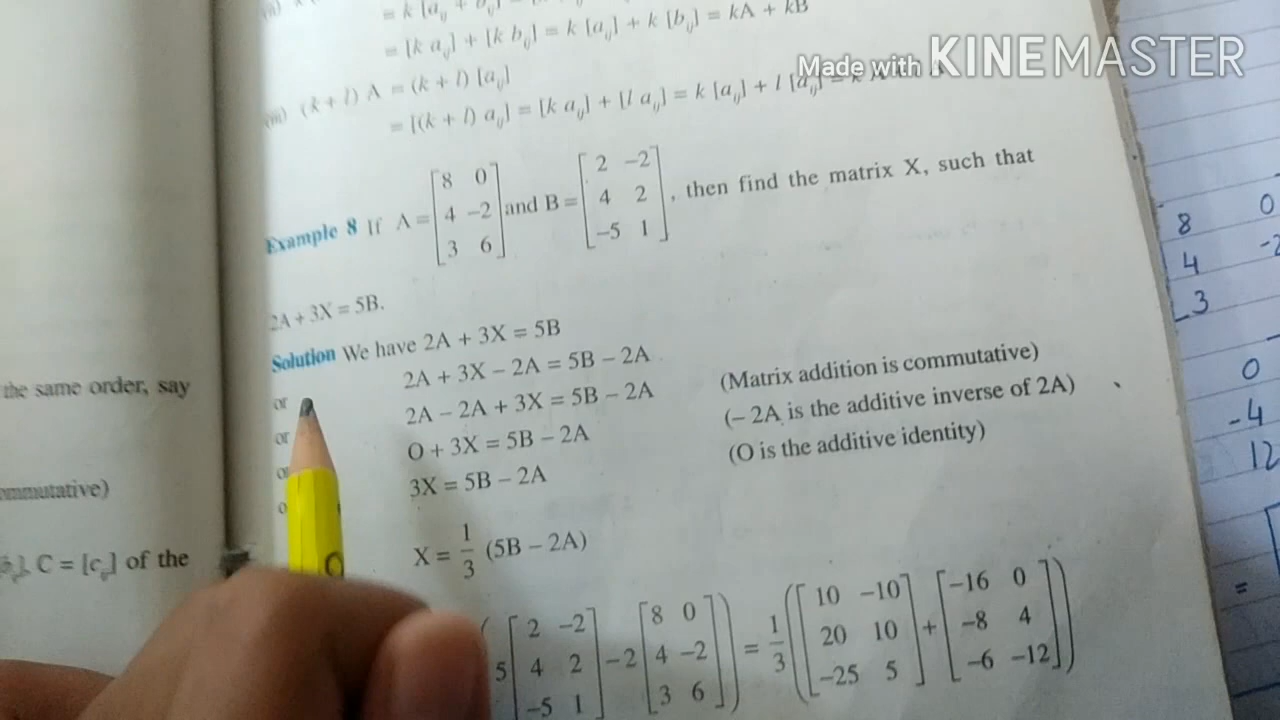 = [k a_ij] + [k b_ij] = k [a_ij] + k [b_ij] = kA + kB
(iii) (k + l) A = (k + l) [a_ij]
= [(k + l) a_ij] = [k a_ij] + [l a_ij] = k [a_ij] + l [a_ij] =
Made with KINEMASTER
Example 8 If A = [8 0; 4 −2; 3 6] and B = [2 −2; 4 2; −5 1], then find the matrix X, such that
2A + 3X = 5B.
Solution We have 2A + 3X = 5B
or 2A + 3X − 2A = 5B − 2A
or 2A − 2A + 3X = 5B − 2A (Matrix addition is commutative)
O + 3X = 5B − 2A (− 2A is the additive inverse of 2A)
3X = 5B − 2A (O is the additive identity)
X = 1/3 (5B − 2A)
(5 [2 −2; 4 2; −5 1] − 2 [8 0; 4 −2; 3 6]) = 1/3 ([10 −10; 20 10; −25 5] + [−16 0; −8 4; −6 −12])
the same order, say
C = [c_ij] of the
8 0
4 -2
3
0
-4
12
=